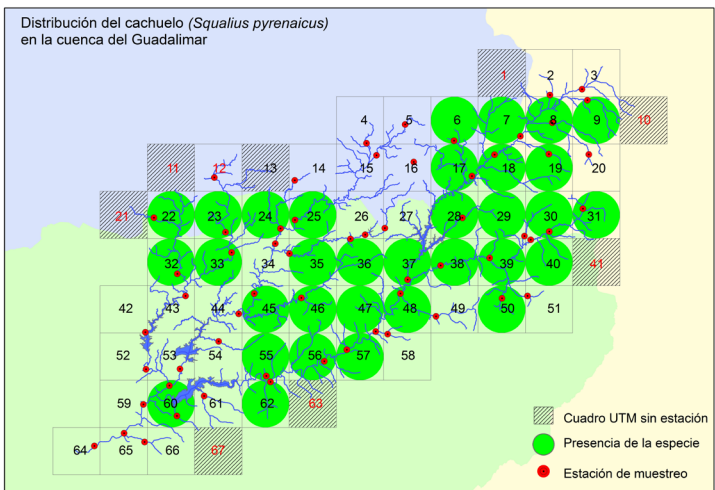 Distribución del cachuelo (Squalius pyrenaicus)
en la cuenca del Guadalimar
1 2 3
4 5 6 7 8 9 10
11 12 13 14 15 16 17 18 19 20
21 22 23 24 25 26 27 28 29 30 31
32 33 34 35 36 37 38 39 40 41
42 43 44 45 46 47 48 49 50 51
52 53 54 55 56 57 58
59 60 61 62 63
64 65 66 67
Cuadro UTM sin estación
Presencia de la especie
Estación de muestreo